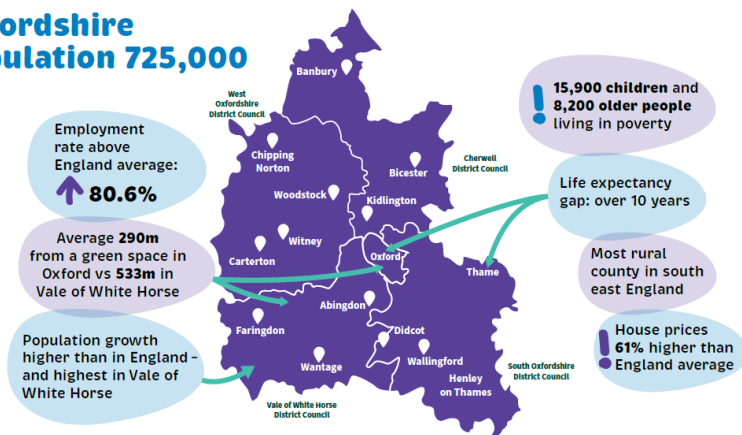 ordshire
ulation 725,000
Banbury
West
Oxfordshire
District Council
15,900 children and
8,200 older people
living in poverty
Employment
rate above
England average:
80.6%
Chipping
Norton
Cherwell
District Council
Bicester
Woodstock
Kidlington
Life expectancy
gap: over 10 years
Average 290m
from a green space in
Oxford vs 533m in
Vale of White Horse
Witney
Carterton
Oxford
Thame
Most rural
county in south
east England
Abingdon
Faringdon
Didcot
Wallingford
Wantage
Population growth
higher than in England –
and highest in Vale of
White Horse
House prices
61% higher than
England average
South Oxfordshire
District Council
Henley
on Thames
Vale of White Horse
District Council